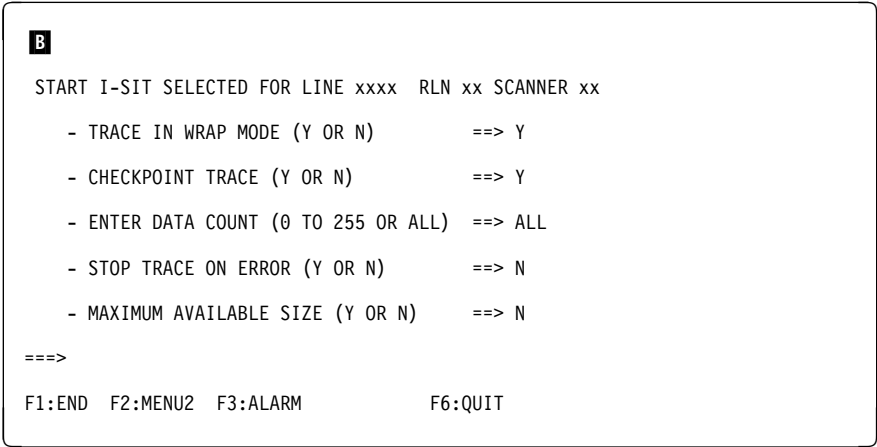 B
START I-SIT SELECTED FOR LINE xxxx RLN xx SCANNER xx
- TRACE IN WRAP MODE (Y OR N) ==> Y
- CHECKPOINT TRACE (Y OR N) ==> Y
- ENTER DATA COUNT (0 TO 255 OR ALL) ==> ALL
- STOP TRACE ON ERROR (Y OR N) ==> N
- MAXIMUM AVAILABLE SIZE (Y OR N) ==> N
===>
F1:END F2:MENU2 F3:ALARM F6:QUIT